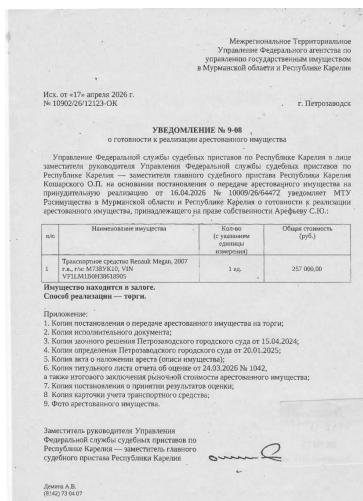 Межрегиональное Территориальное
Управление Федерального агентства по
управлению государственным имуществом
в Мурманской области и Республике Карелия
Исх. от «17» апреля 2026 г.
№ 10902/26/12123-ОК
г. Петрозаводск
УВЕДОМЛЕНИЕ № 9-08
о готовности к реализации арестованного имущества
Управление Федеральной службы судебных приставов по Республике Карелия в лице
заместителя руководителя Управления Федеральной службы судебных приставов по
Республике Карелия — заместителя главного судебного пристава Республики Карелия
Кошарского О.П. на основании постановления о передаче арестованного имущества на
принудительную реализацию от 16.04.2026 № 10009/26/64472 уведомляет МТУ
Росимущества в Мурманской области и Республике Карелия о готовности к реализации
арестованного имущества, принадлежащего на праве собственности Арефьеву С.Ю.:
п/п Наименование имущества Кол-во Общая стоимость
(с указанием (руб.)
единицы
измерения)
1 Транспортное средство Renault Megan, 2007 1 ед. 257 000,00
г.в., г/н: М738УК10, VIN
VF1LM1B0H38618905
Имущество находится в залоге.
Способ реализации — торги.
Приложение:
1. Копия постановления о передаче арестованного имущества на торги;
2. Копия исполнительного документа;
3. Копия заочного решения Петрозаводского городского суда от 15.04.2024;
4. Копия определения Петрозаводского городского суда от 20.01.2025;
5. Копия акта о наложении ареста (описи имущества);
6. Копия титульного листа отчета об оценке от 24.03.2026 № 1042,
а также итогового заключения рыночной стоимости арестованного имущества;
7. Копия постановления о принятии результатов оценки;
8 Копия карточки учета транспортного средства;
9. Фото арестованного имущества.
Заместитель руководителя Управления
Федеральной службы судебных приставов по
Республике Карелия — заместитель главного
судебного пристава Республики Карелия
Демина А.В.
(8142) 73 04 07